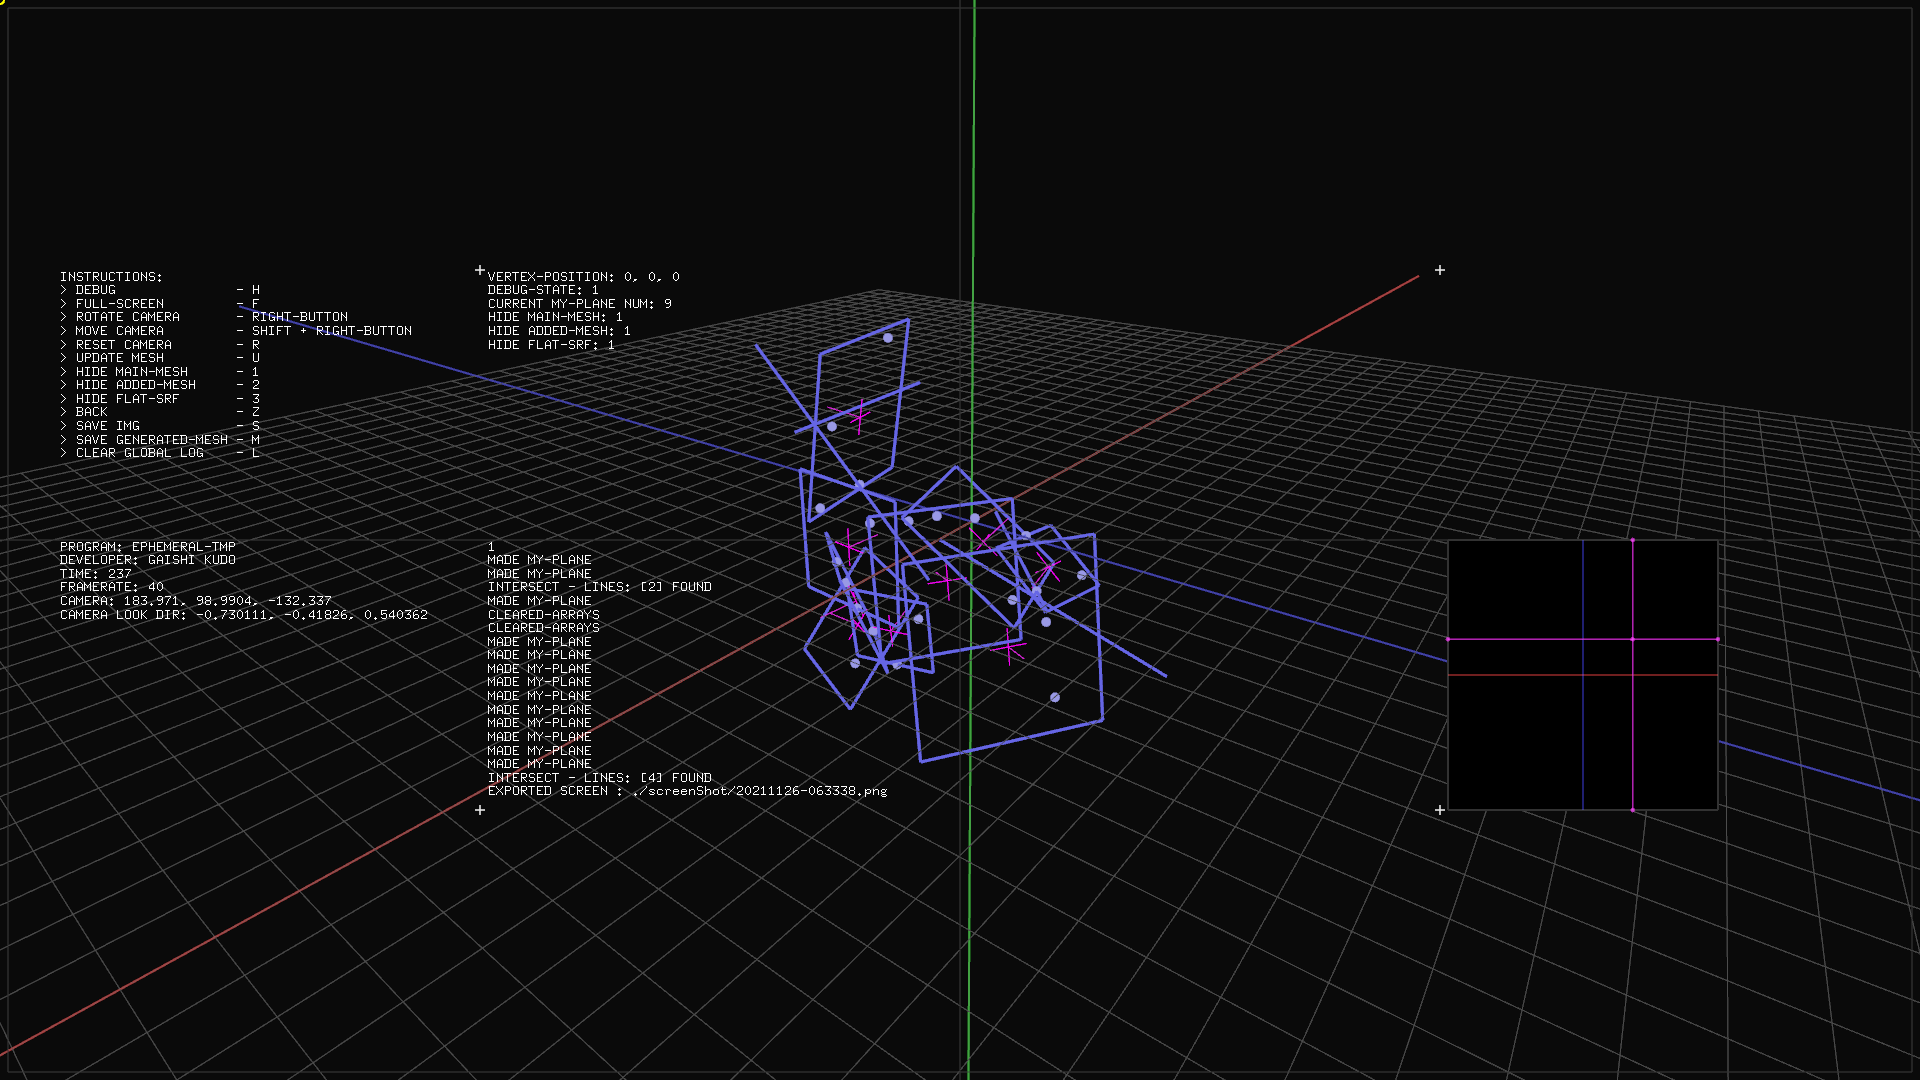 INSTRUCTIONS:
> DEBUG - H
> FULL-SCREEN - F
> ROTATE CAMERA - RIGHT-BUTTON
> MOVE CAMERA - SHIFT + RIGHT-BUTTON
> RESET CAMERA - R
> UPDATE MESH - U
> HIDE MAIN-MESH - 1
> HIDE ADDED-MESH - 2
> HIDE FLAT-SRF - 3
> BACK - Z
> SAVE IMG - S
> SAVE GENERATED-MESH - M
> CLEAR GLOBAL LOG - L
VERTEX-POSITION: 0, 0, 0
DEBUG-STATE: 1
CURRENT MY-PLANE NUM: 9
HIDE MAIN-MESH: 1
HIDE ADDED-MESH: 1
HIDE FLAT-SRF: 1
PROGRAM: EPHEMERAL-TMP
DEVELOPER: GAISHI KUDO
TIME: 237
FRAMERATE: 40
CAMERA: 183.971, 98.9904, -132.337
CAMERA LOOK DIR: -0.730111, -0.41826, 0.540362
1
MADE MY-PLANE
MADE MY-PLANE
INTERSECT - LINES: [2] FOUND
MADE MY-PLANE
CLEARED-ARRAYS
CLEARED-ARRAYS
MADE MY-PLANE
MADE MY-PLANE
MADE MY-PLANE
MADE MY-PLANE
MADE MY-PLANE
MADE MY-PLANE
MADE MY-PLANE
MADE MY-PLANE
MADE MY-PLANE
MADE MY-PLANE
INTERSECT - LINES: [4] FOUND
EXPORTED SCREEN : ./screenShot/20211126-063338.png